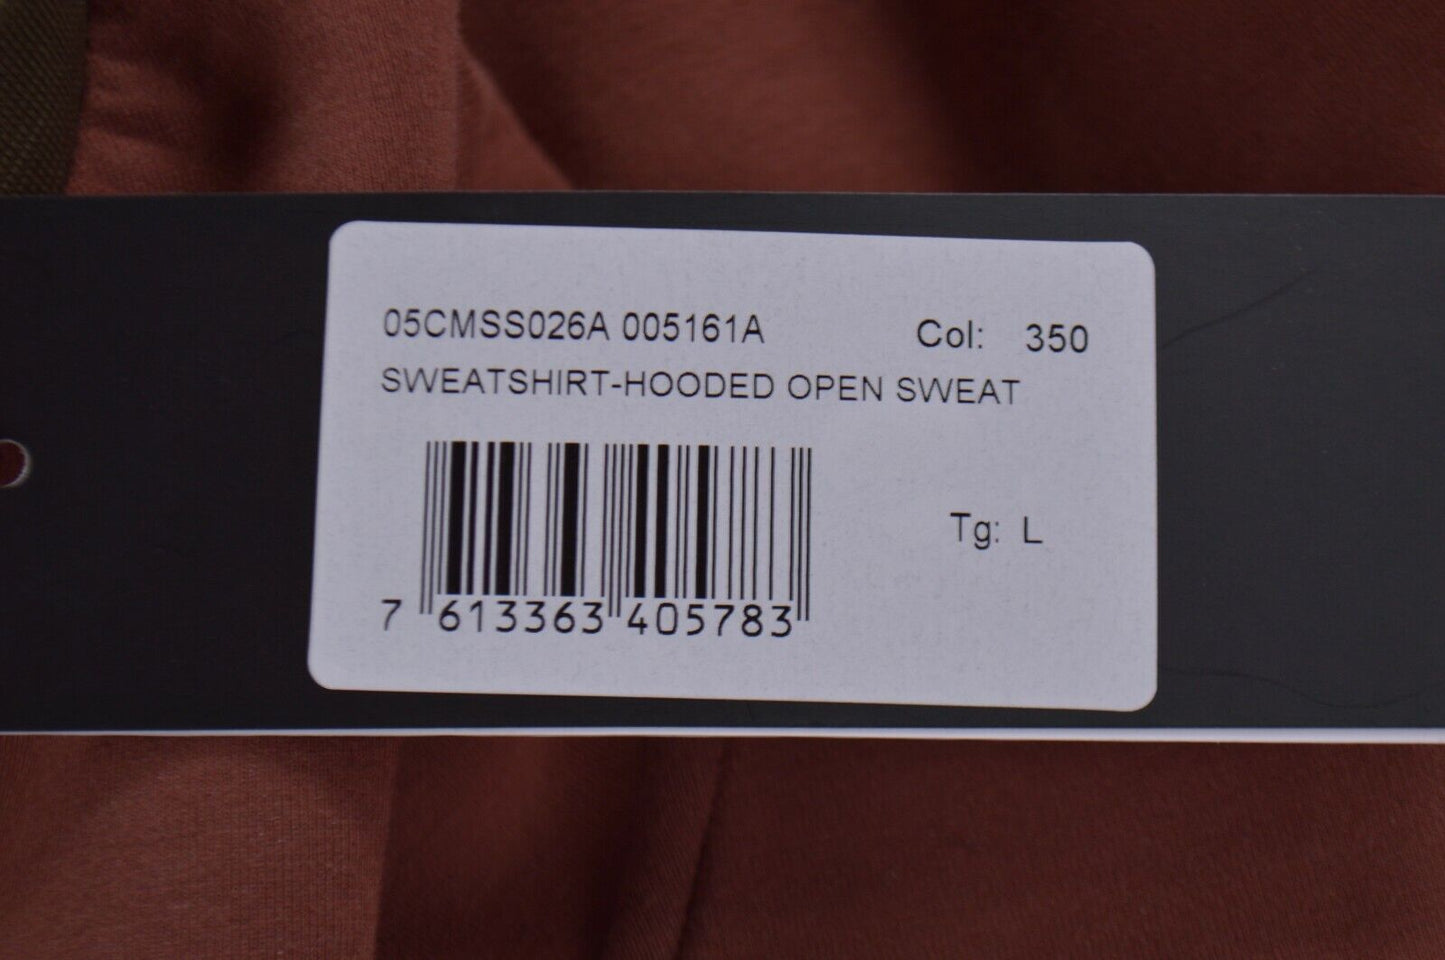 05CMSS026A 005161A Col: 350
SWEATSHIRT-HOODED OPEN SWEAT
Tg: L
7 613363 405783